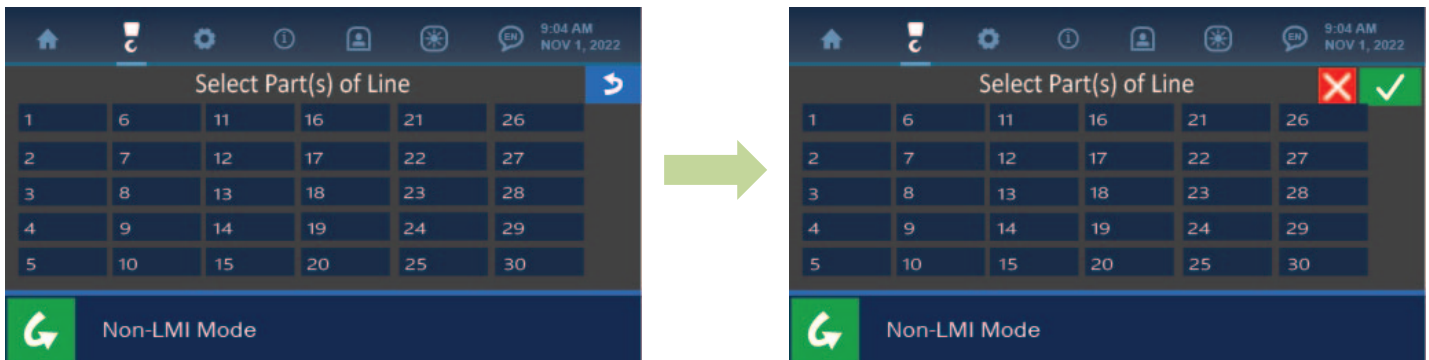 EN 9:04 AM
NOV 1, 2022
Select Part(s) of Line
1 6 11 16 21 26
2 7 12 17 22 27
3 8 13 18 23 28
4 9 14 19 24 29
5 10 15 20 25 30
Non-LMI Mode
EN 9:04 AM
NOV 1, 2022
Select Part(s) of Line
1 6 11 16 21 26
2 7 12 17 22 27
3 8 13 18 23 28
4 9 14 19 24 29
5 10 15 20 25 30
Non-LMI Mode